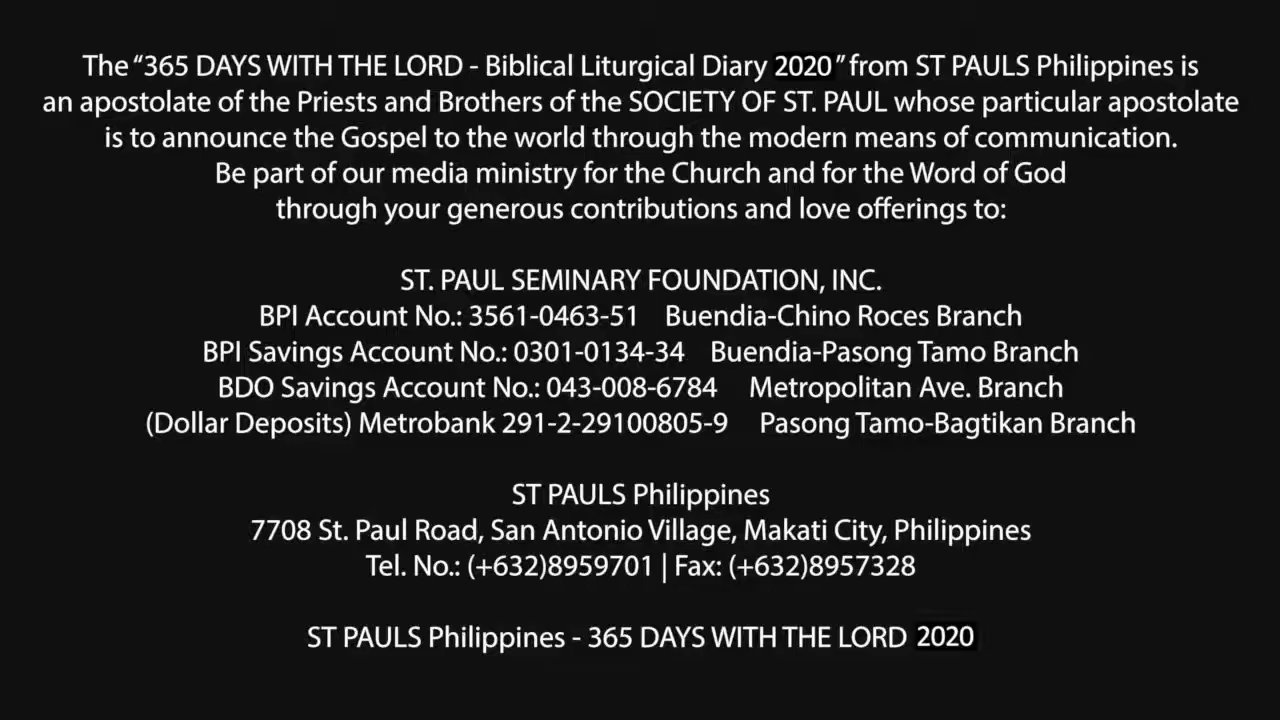 The “365 DAYS WITH THE LORD - Biblical Liturgical Diary 2020” from ST PAULS Philippines is
an apostolate of the Priests and Brothers of the SOCIETY OF ST. PAUL whose particular apostolate
is to announce the Gospel to the world through the modern means of communication.
Be part of our media ministry for the Church and for the Word of God
through your generous contributions and love offerings to:
ST. PAUL SEMINARY FOUNDATION, INC.
BPI Account No.: 3561-0463-51 Buendia-Chino Roces Branch
BPI Savings Account No.: 0301-0134-34 Buendia-Pasong Tamo Branch
BDO Savings Account No.: 043-008-6784 Metropolitan Ave. Branch
(Dollar Deposits) Metrobank 291-2-29100805-9 Pasong Tamo-Bagtikan Branch
ST PAULS Philippines
7708 St. Paul Road, San Antonio Village, Makati City, Philippines
Tel. No.: (+632)8959701 | Fax: (+632)8957328
ST PAULS Philippines - 365 DAYS WITH THE LORD 2020